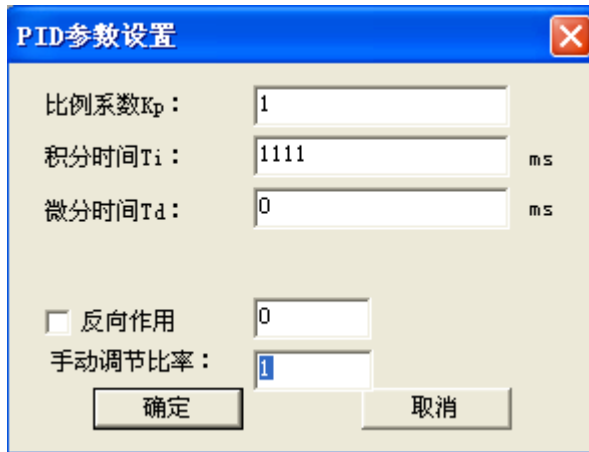 PID参数设置
比例系数Kp： 1
积分时间Ti： 1111 ms
微分时间Td： 0 ms
反向作用 0
手动调节比率： 1
确定 取消